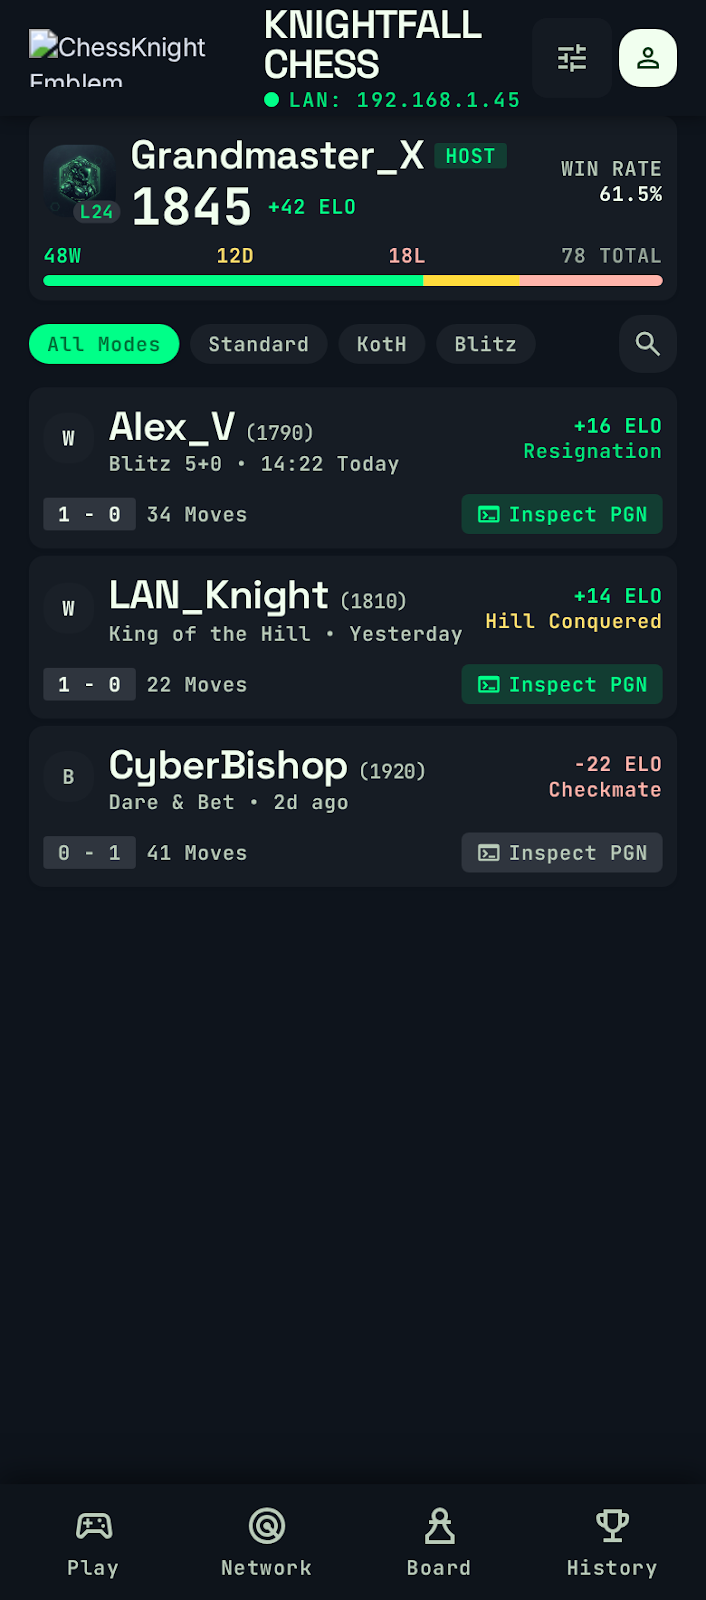 ChessKnight
Emblem
KNIGHTFALL
CHESS
LAN: 192.168.1.45
Grandmaster_X HOST
L24
1845 +42 ELO
WIN RATE
61.5%
48W 12D 18L 78 TOTAL
All Modes Standard KotH Blitz
W Alex_V (1790)
Blitz 5+0 • 14:22 Today
+16 ELO
Resignation
1 - 0 34 Moves Inspect PGN
W LAN_Knight (1810)
King of the Hill • Yesterday
+14 ELO
Hill Conquered
1 - 0 22 Moves Inspect PGN
B CyberBishop (1920)
Dare & Bet • 2d ago
-22 ELO
Checkmate
0 - 1 41 Moves Inspect PGN
Play Network Board History